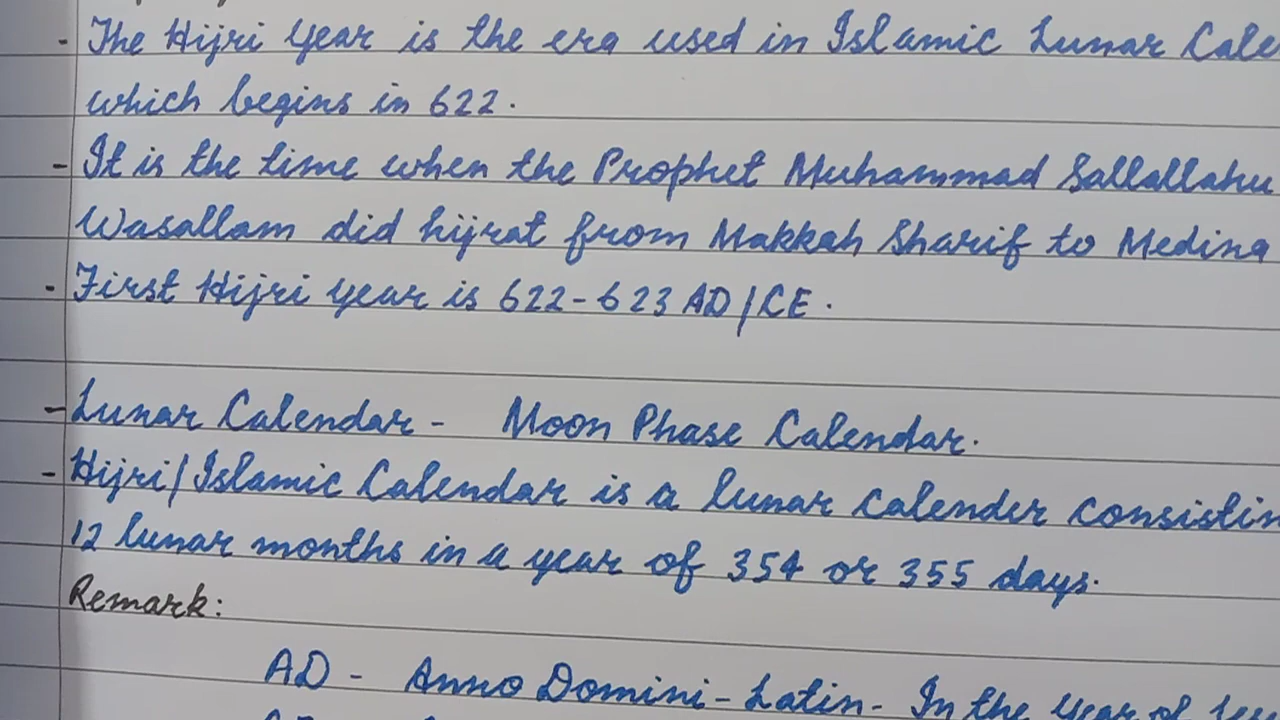 - The Hijri Year is the era used in Islamic Lunar Cale
which begins in 622.
- It is the time when the Prophet Muhammad Sallallahu
Wasallam did hijrat from Makkah Sharif to Medina
- First Hijri year is 622-623 AD/CE.
- Lunar Calendar - Moon Phase Calendar.
- Hijri/Islamic Calendar is a lunar calender consistin
12 lunar months in a year of 354 or 355 days.
Remark:
AD - Anno Domini - Latin - In the Year of